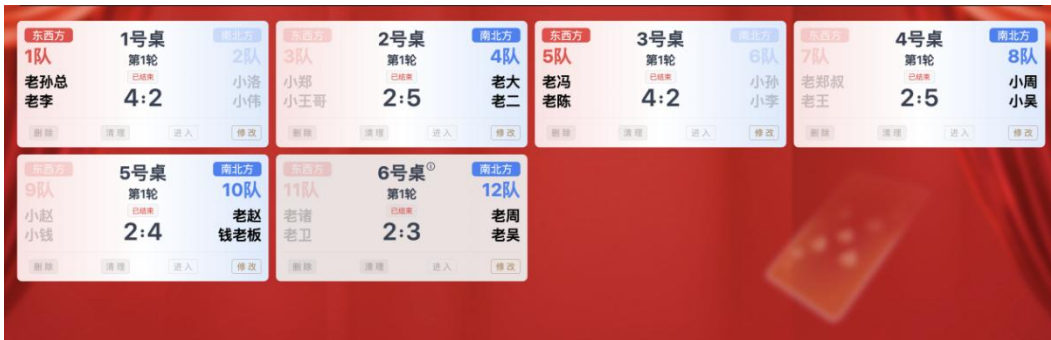 东西方 1号桌 南北方
1队 第1轮 2队
老孙总 已结束 小洛
老李 4:2 小伟
删除 清理 进入 修改
东西方 2号桌 南北方
3队 第1轮 4队
小郑 已结束 老大
小王哥 2:5 老二
删除 清理 进入 修改
东西方 3号桌 南北方
5队 第1轮 6队
老冯 已结束 小孙
老陈 4:2 小李
删除 清理 进入 修改
东西方 4号桌 南北方
7队 第1轮 8队
老郑叔 已结束 小周
老王 2:5 小吴
删除 清理 进入 修改
东西方 5号桌 南北方
9队 第1轮 10队
小赵 已结束 老赵
小钱 2:4 钱老板
删除 清理 进入 修改
东西方 6号桌 南北方
11队 第1轮 12队
老诸 已结束 老周
老卫 2:3 老吴
删除 清理 进入 修改